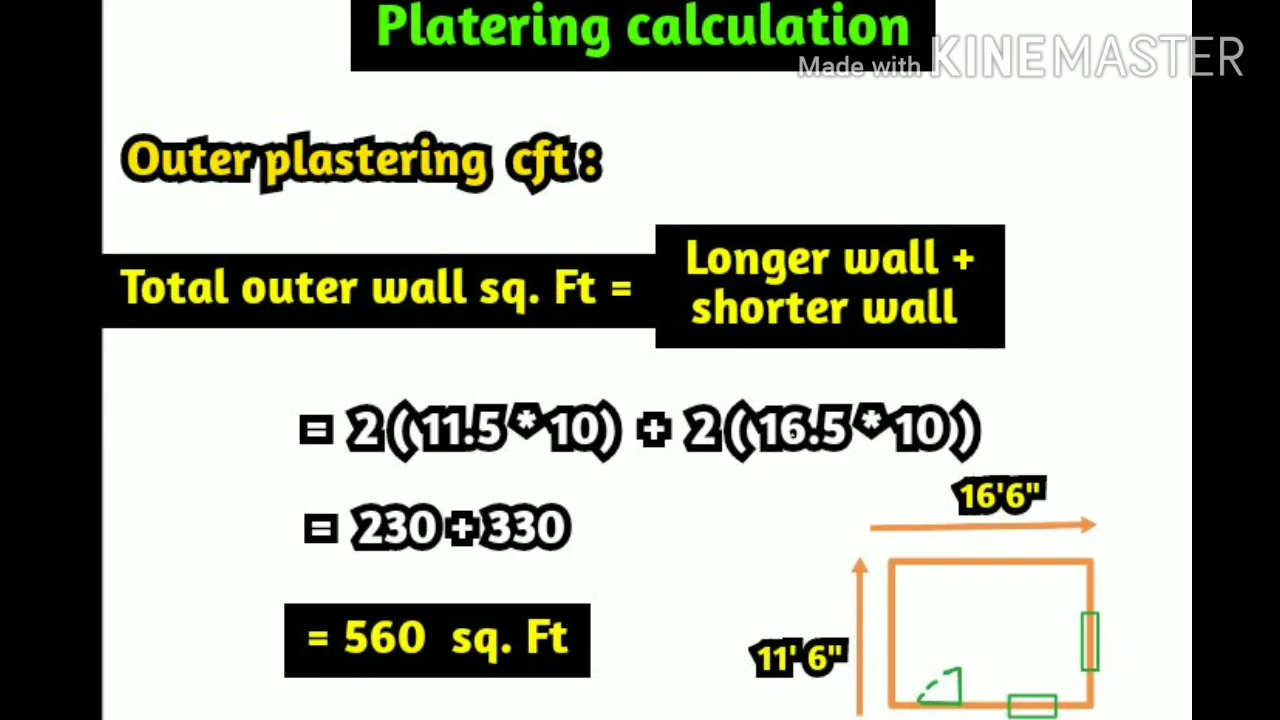 Platering calculation
Made with KINEMASTER
Outer plastering cft :
Total outer wall sq. Ft =
Longer wall +
shorter wall
= 2(11.5*10) + 2(16.5*10))
= 230+330
= 560 sq. Ft
16'6"
11'6"